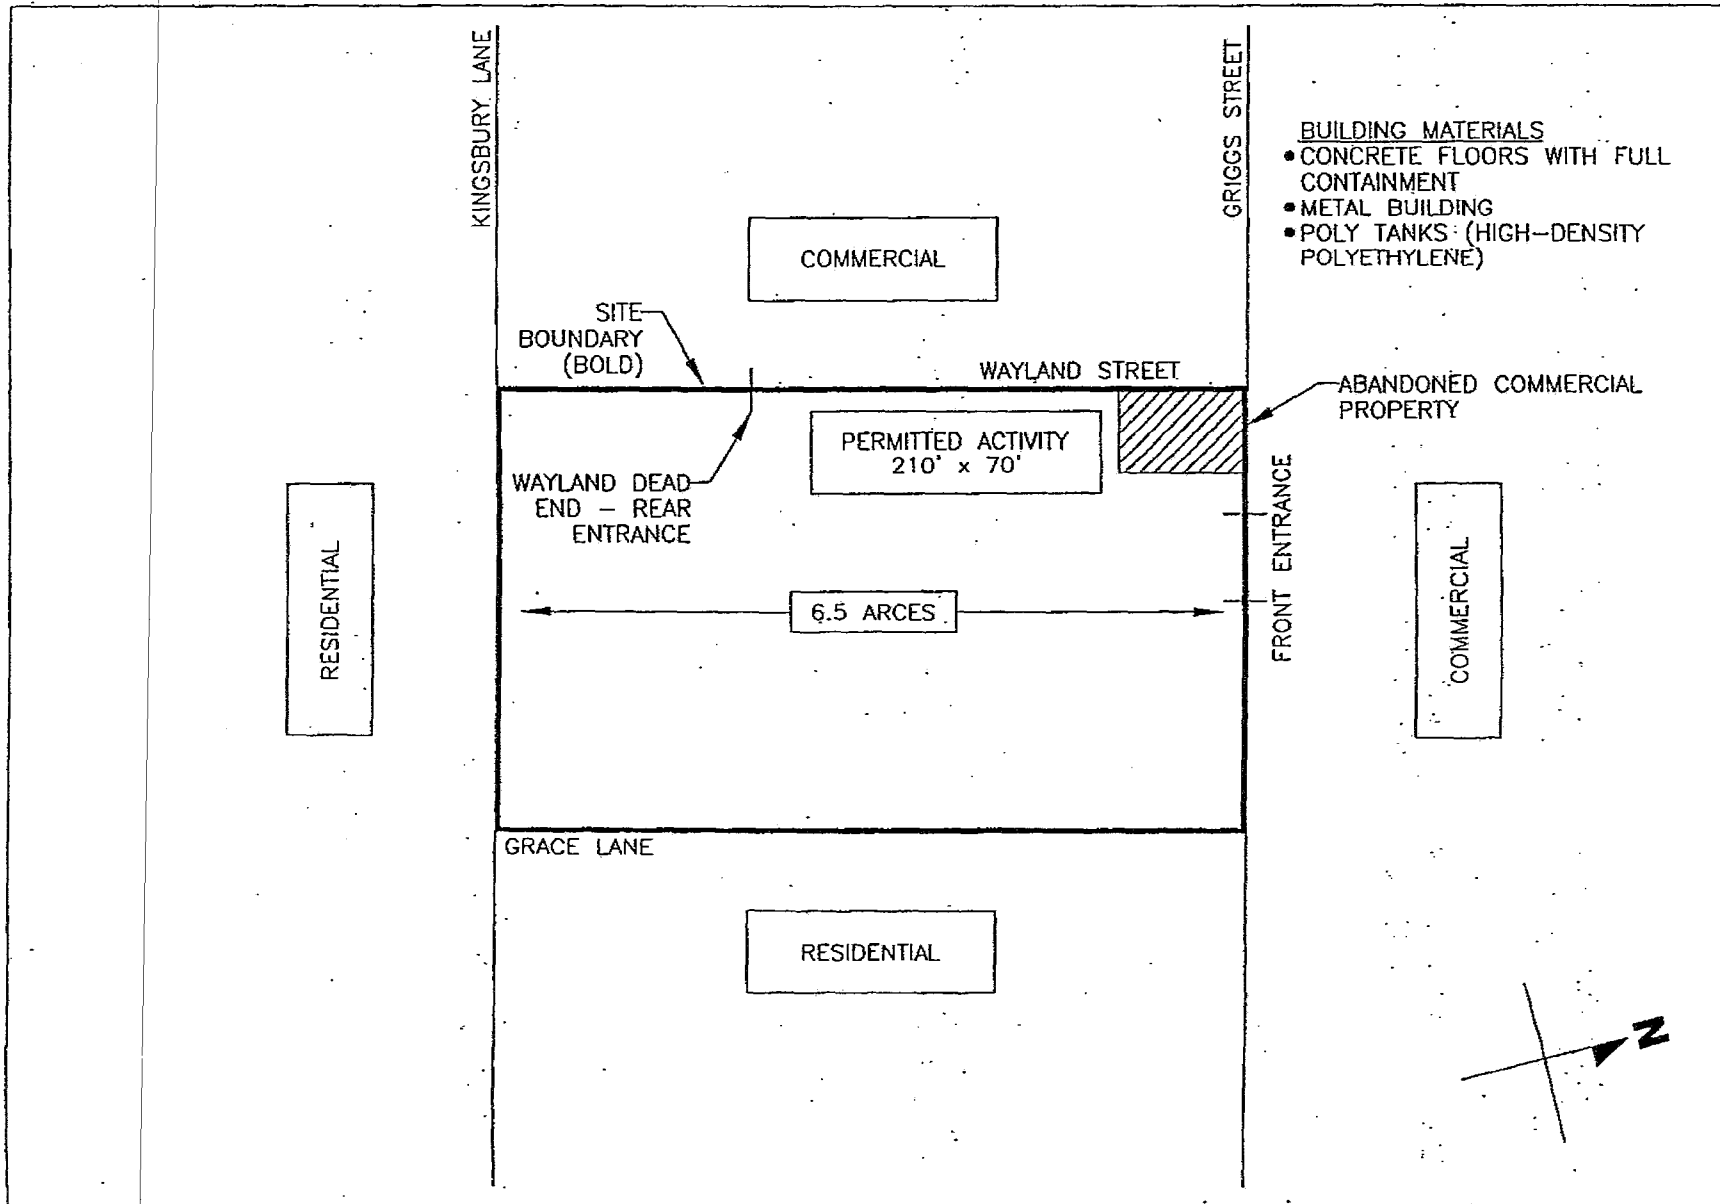 KINGSBURY LANE
GRIGGS STREET
BUILDING MATERIALS
•CONCRETE FLOORS WITH FULL
CONTAINMENT
•METAL BUILDING
•POLY TANKS (HIGH-DENSITY
POLYETHYLENE)
COMMERCIAL
SITE
BOUNDARY
(BOLD)
WAYLAND STREET
ABANDONED COMMERCIAL
PROPERTY
PERMITTED ACTIVITY
210' x 70'
WAYLAND DEAD
END – REAR
ENTRANCE
FRONT ENTRANCE
RESIDENTIAL
6.5 ARCES
COMMERCIAL
GRACE LANE
RESIDENTIAL
N